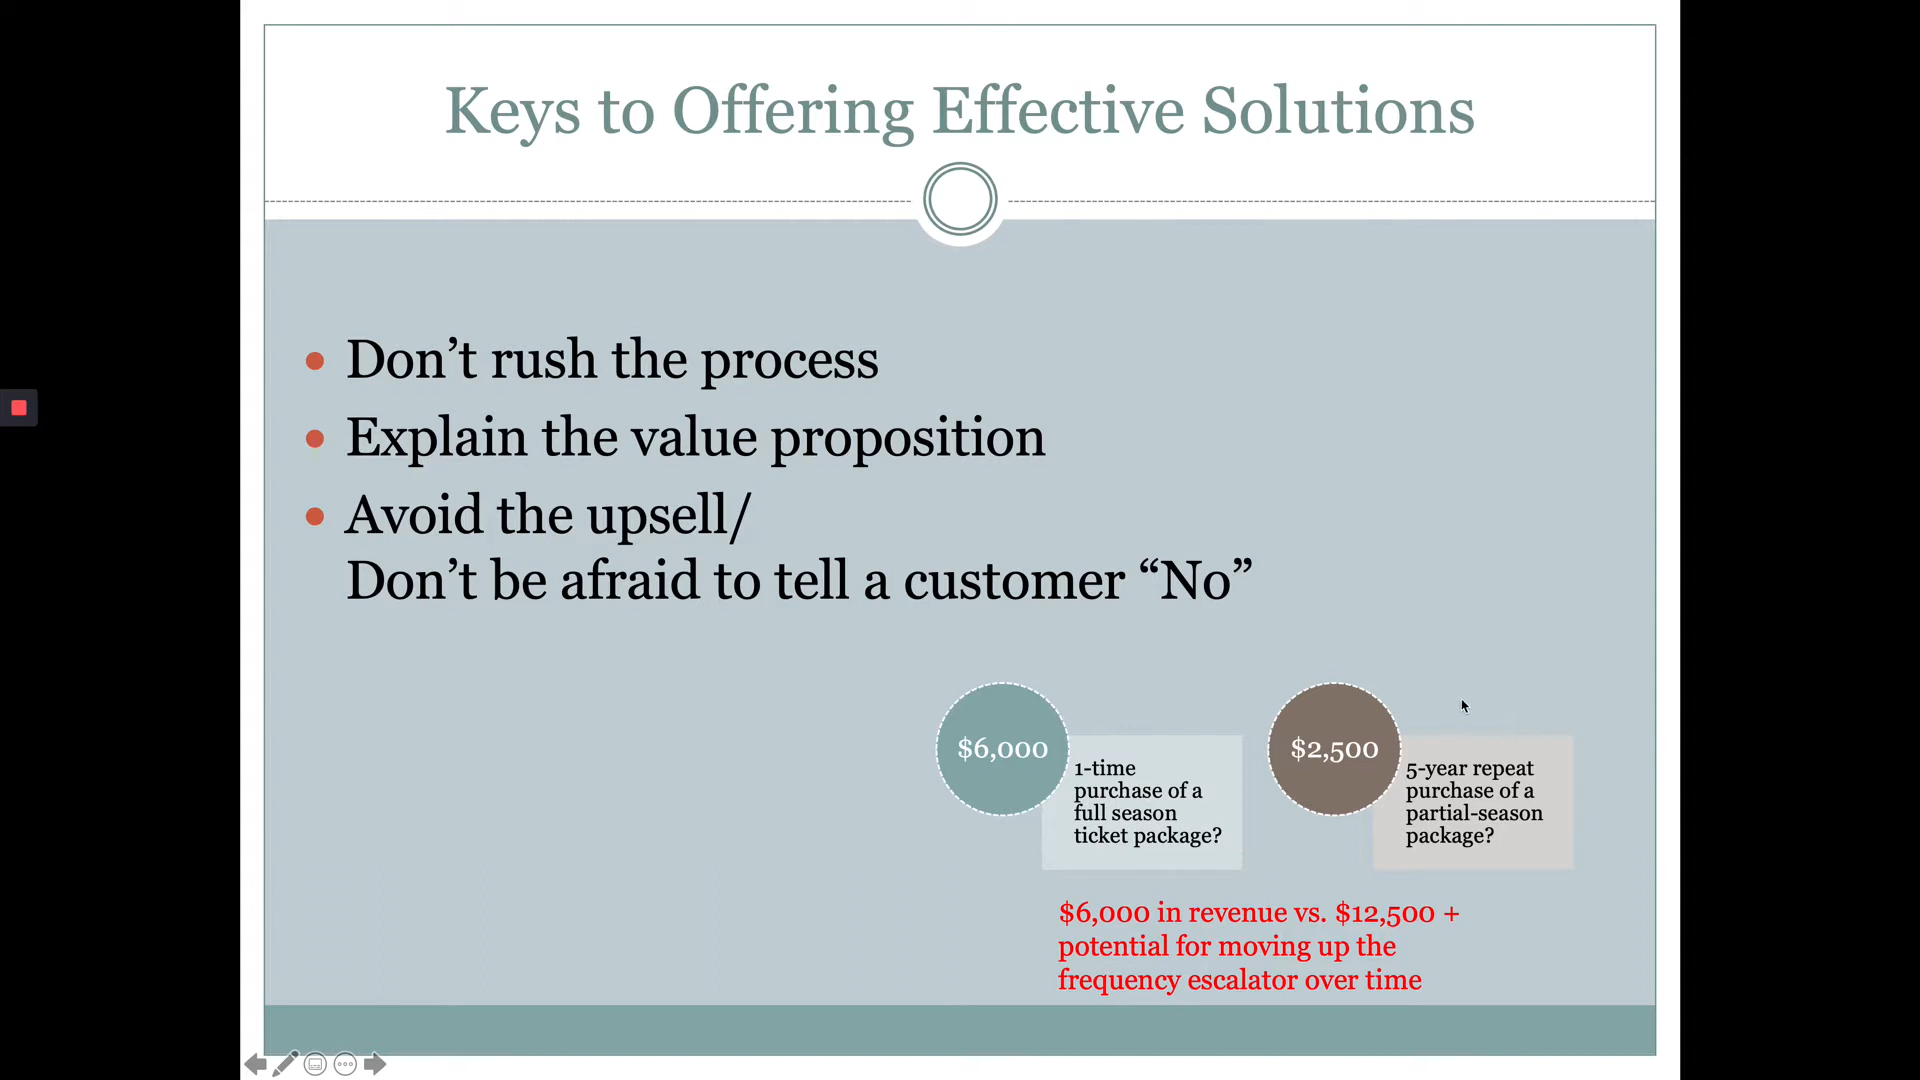 Keys to Offering Effective Solutions
• Don’t rush the process
• Explain the value proposition
• Avoid the upsell/
Don’t be afraid to tell a customer “No”
$6,000
1-time
purchase of a
full season
ticket package?
$2,500
5-year repeat
purchase of a
partial-season
package?
$6,000 in revenue vs. $12,500 +
potential for moving up the
frequency escalator over time